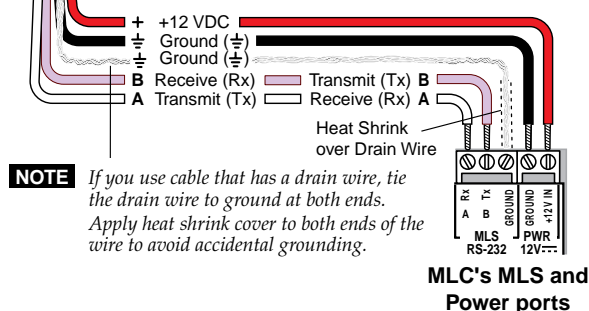 + +12 VDC
⏚ Ground (⏚)
⏚ Ground (⏚)
B Receive (Rx) Transmit (Tx) B
A Transmit (Tx) Receive (Rx) A
Heat Shrink
over Drain Wire
NOTE If you use cable that has a drain wire, tie
the drain wire to ground at both ends.
Apply heat shrink cover to both ends of the
wire to avoid accidental grounding.
Rx Tx GROUND GROUND +12V IN
A B
MLS PWR
RS-232 12V⎓
MLC's MLS and
Power ports